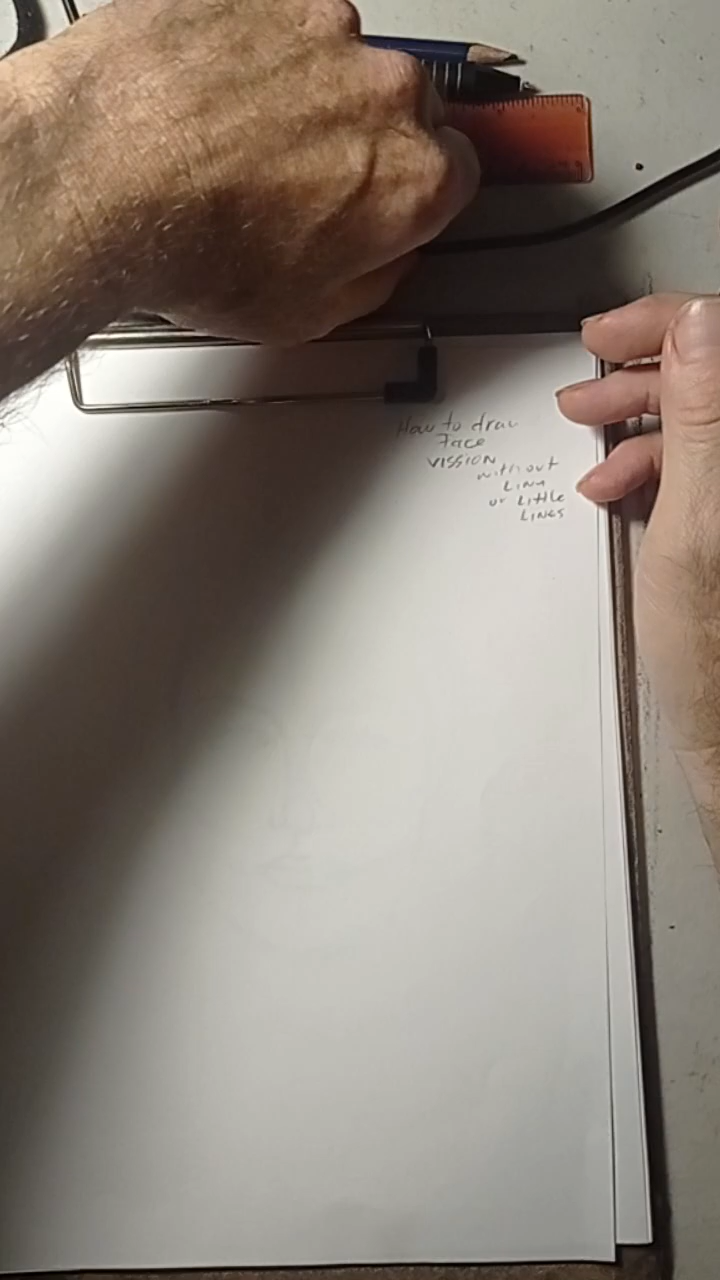 How to draw
Face
VISSION
without
Line
or Little
Lines